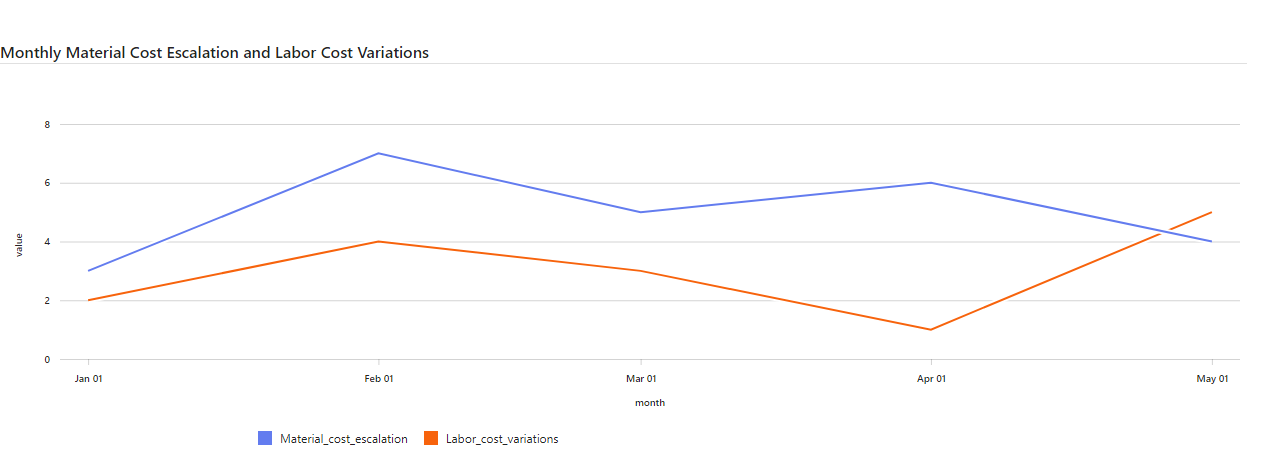 Monthly Material Cost Escalation and Labor Cost Variations
8
6
4
2
0
value
Jan 01 Feb 01 Mar 01 Apr 01 May 01
month
Material_cost_escalation Labor_cost_variations